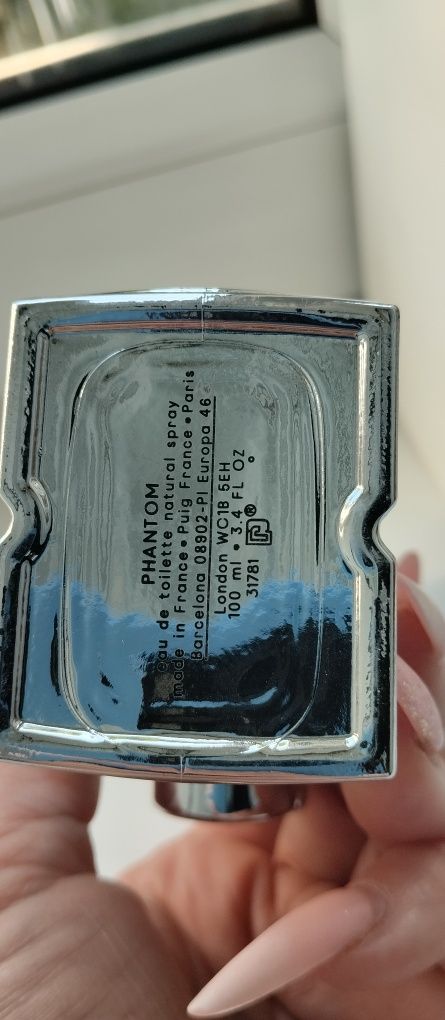 PHANTOM
eau de toilette natural spray
made in France • Puig France • Paris
Barcelona 08902-Pl Europa 46
London WC1B 5EH
100 ml • 3.4 FL OZ
31781 ®